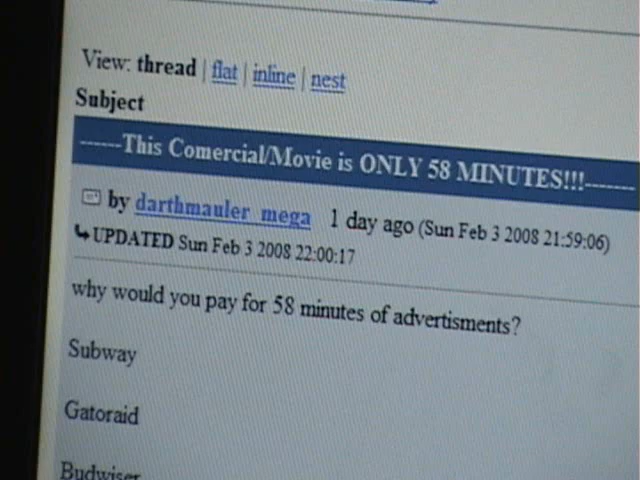 View: thread | flat | inline | nest
Subject
------This Comercial/Movie is ONLY 58 MINUTES!!!-------
by darthmauler_mega 1 day ago (Sun Feb 3 2008 21:59:06)
UPDATED Sun Feb 3 2008 22:00:17
why would you pay for 58 minutes of advertisments?
Subway
Gatoraid
Budwiser